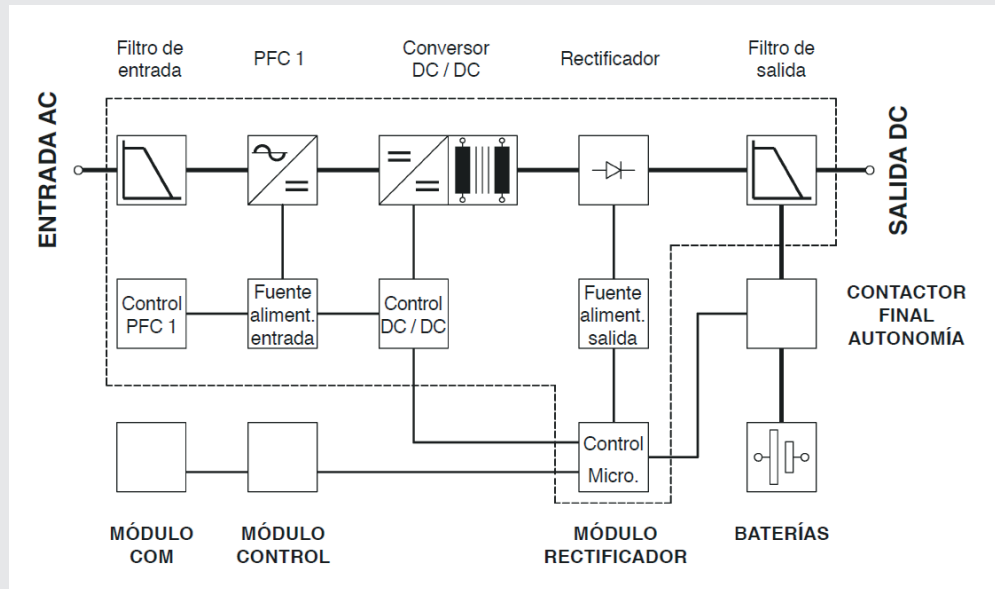 Filtro de
entrada
PFC 1
Conversor
DC / DC
Rectificador
Filtro de
salida
ENTRADA AC
SALIDA DC
Control
PFC 1
Fuente
aliment.
entrada
Control
DC / DC
Fuente
aliment.
salida
CONTACTOR
FINAL
AUTONOMÍA
Control
Micro.
MÓDULO
COM
MÓDULO
CONTROL
MÓDULO
RECTIFICADOR
BATERÍAS